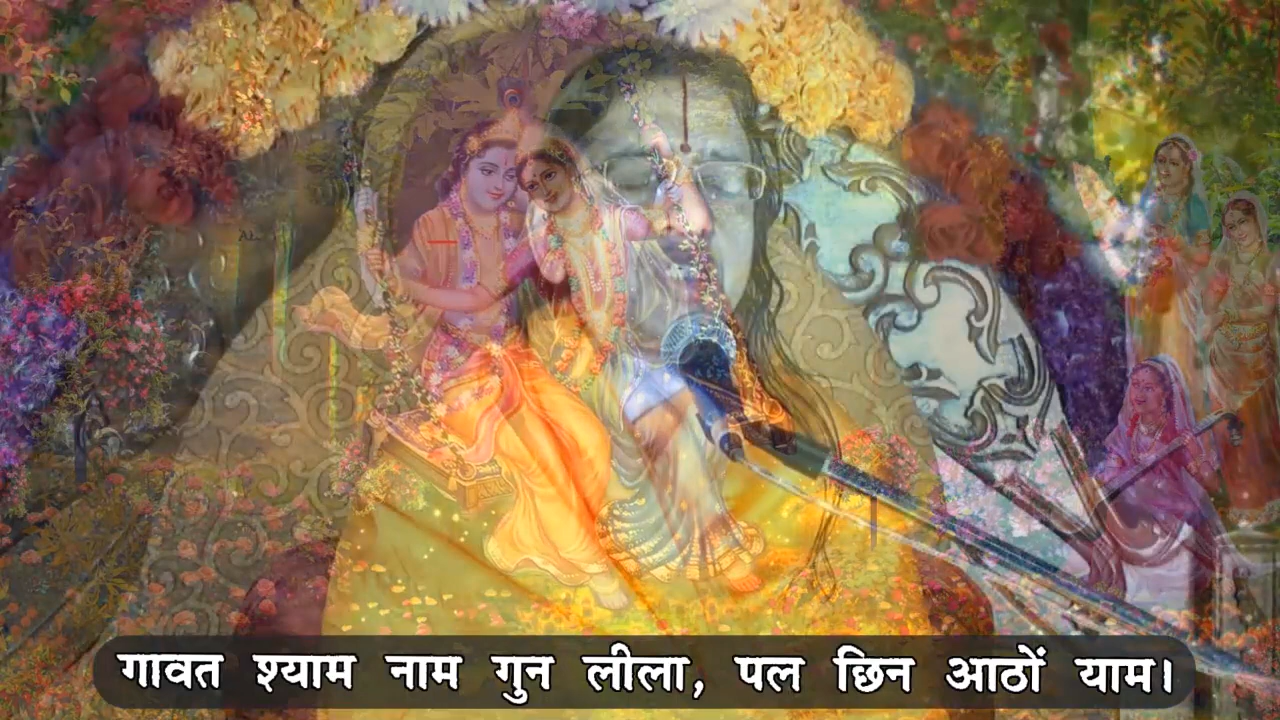 गावत श्याम नाम गुन लीला, पल छिन आठों याम।